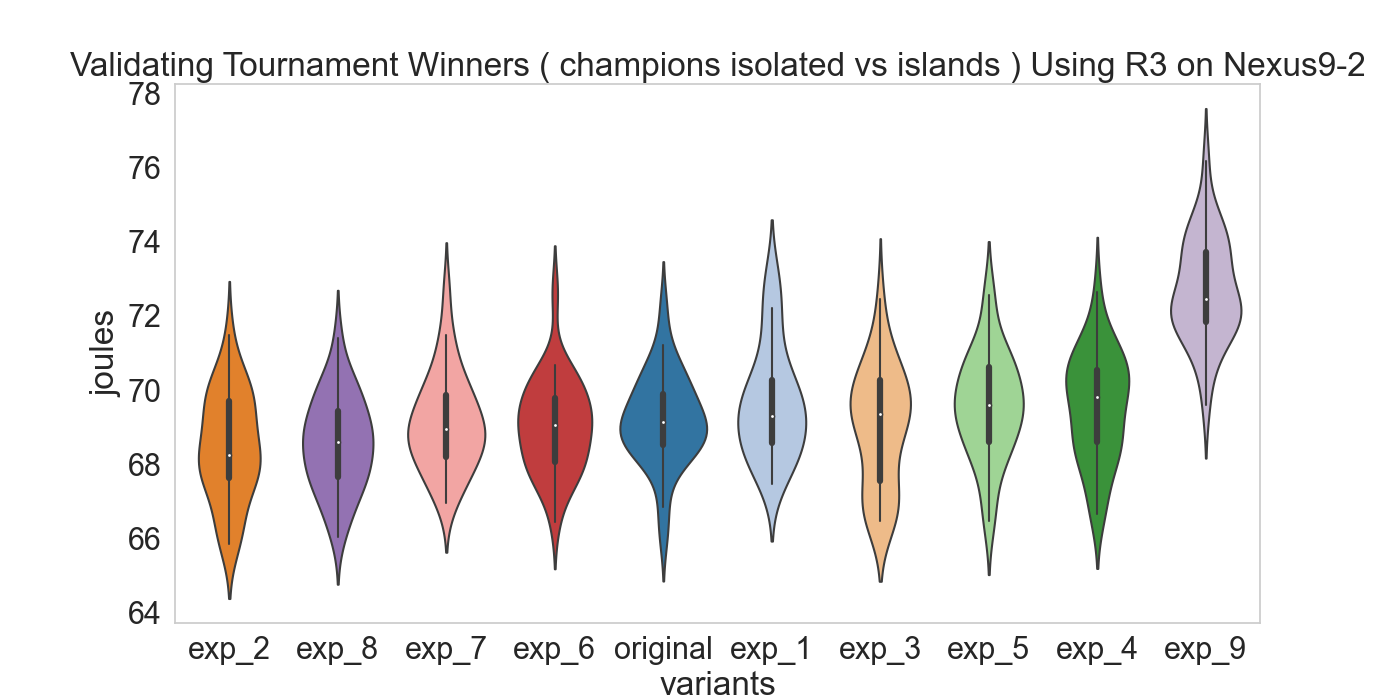 Validating Tournament Winners ( champions isolated vs islands ) Using R3 on Nexus9-2
78
76
74
72
70
68
66
64
joules
exp_2 exp_8 exp_7 exp_6 original exp_1 exp_3 exp_5 exp_4 exp_9
variants